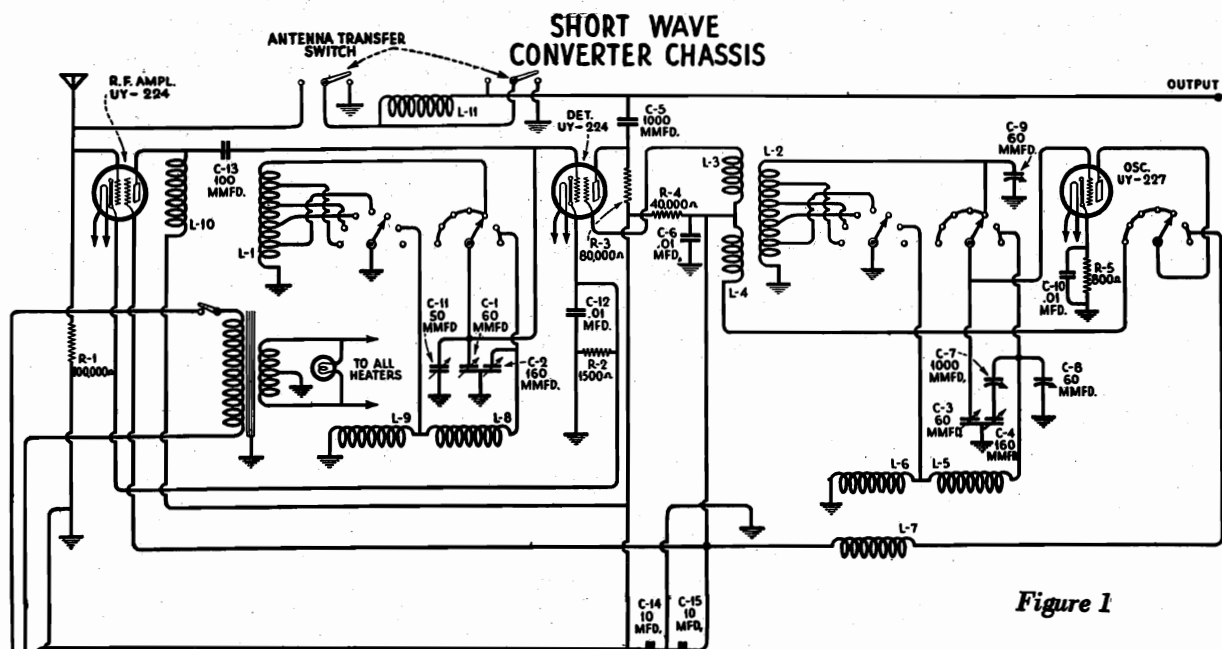 SHORT WAVE
CONVERTER CHASSIS
ANTENNA TRANSFER
SWITCH
R.F. AMPL.
UY-224
L-11
DET.
UY-224
C-5
1000
MMFD.
OUTPUT
C-13
100
MMFD.
L-10
L-1
L-3
L-2
C-9
60
MMFD.
OSC.
UY-227
R-4
40,000Ω
C-6
.01
MFD.
R-3
80,000Ω
L-4
C-10
.01
MFD.
R-5
800Ω
R-1
100,000Ω
TO ALL
HEATERS
C-11
50
MMFD
C-1
60
MMFD
C-2
160
MMFD.
C-12
.01
MFD.
R-2
1500Ω
C-7
1000
MMFD.
C-8
60
MMFD.
C-3
60
MMFD.
C-4
160
MMFD.
L-9
L-8
L-6
L-5
L-7
C-14
10
MFD.
C-15
10
MFD.
Figure 1